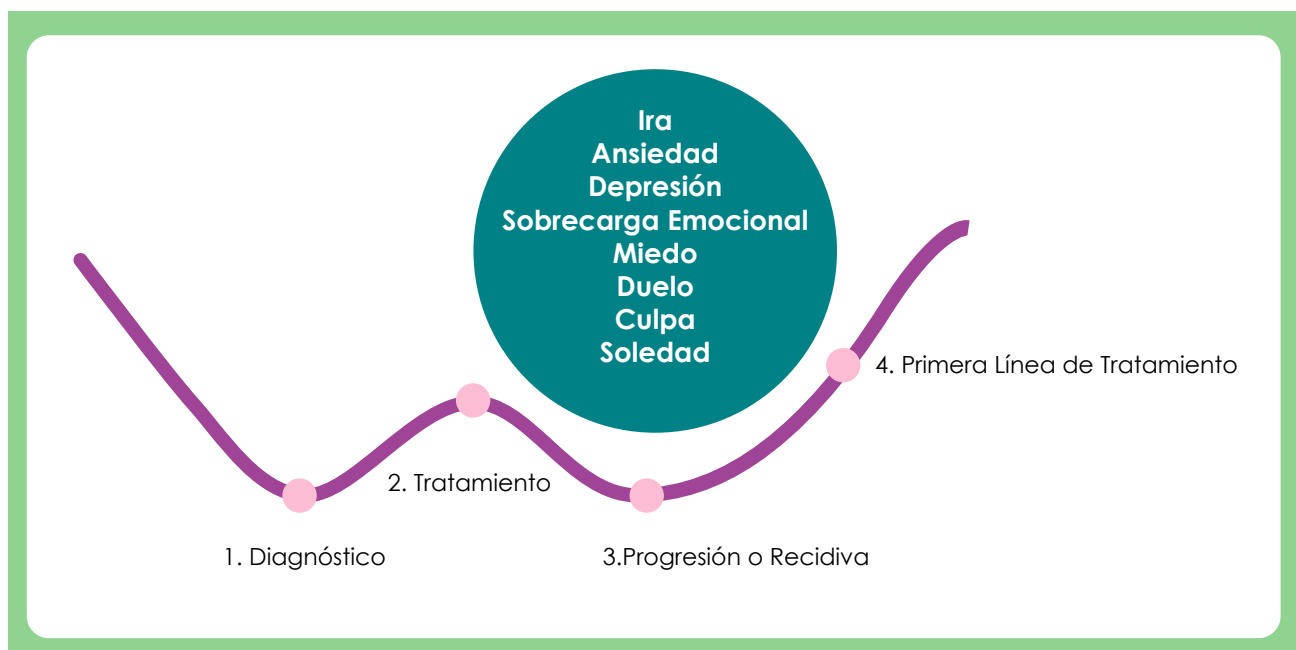 Ira
Ansiedad
Depresión
Sobrecarga Emocional
Miedo
Duelo
Culpa
Soledad
4. Primera Línea de Tratamiento
2. Tratamiento
1. Diagnóstico
3.Progresión o Recidiva